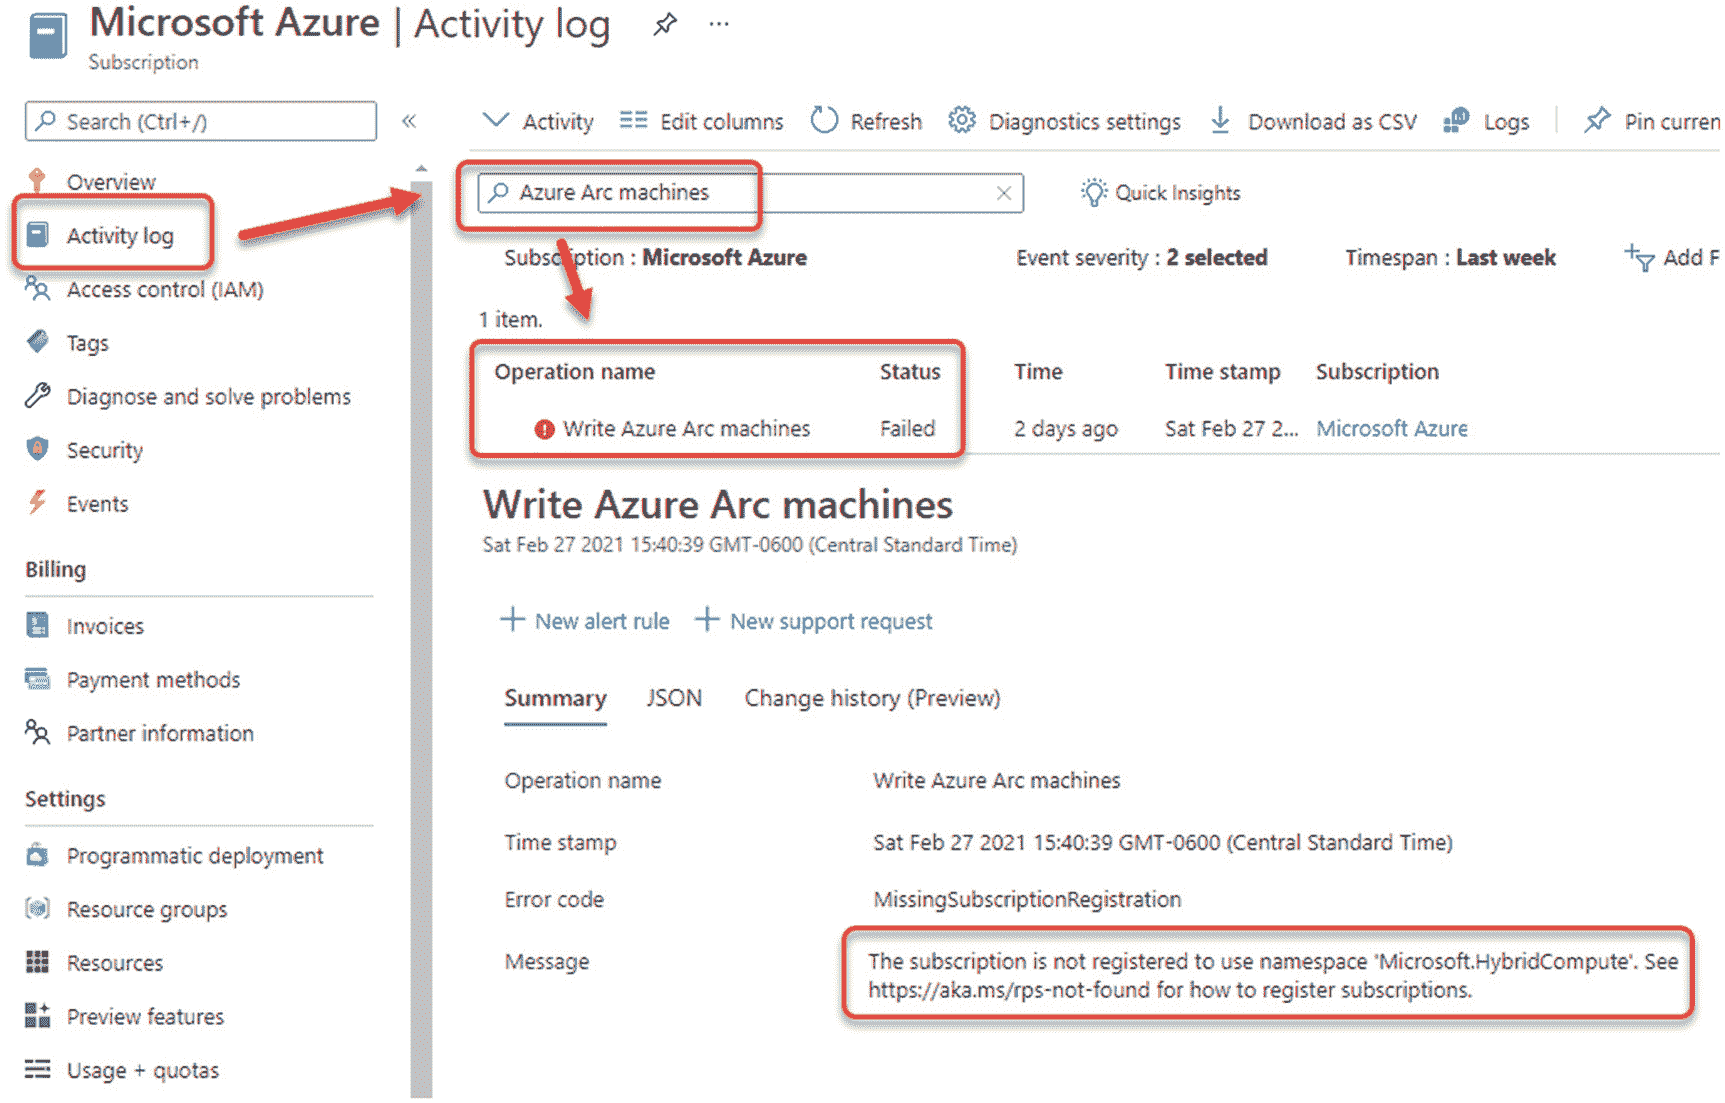 Microsoft Azure | Activity log ...
Subscription
Search (Ctrl+/) «
Overview
Activity log
Access control (IAM)
Tags
Diagnose and solve problems
Security
Events
Billing
Invoices
Payment methods
Partner information
Settings
Programmatic deployment
Resource groups
Resources
Preview features
Usage + quotas
Activity Edit columns Refresh Diagnostics settings Download as CSV Logs Pin curren
Azure Arc machines Quick Insights
Subscription : Microsoft Azure Event severity : 2 selected Timespan : Last week Add F
1 item.
Operation name Status Time Time stamp Subscription
Write Azure Arc machines Failed 2 days ago Sat Feb 27 2... Microsoft Azure
Write Azure Arc machines
Sat Feb 27 2021 15:40:39 GMT-0600 (Central Standard Time)
+ New alert rule + New support request
Summary JSON Change history (Preview)
Operation name Write Azure Arc machines
Time stamp Sat Feb 27 2021 15:40:39 GMT-0600 (Central Standard Time)
Error code MissingSubscriptionRegistration
Message The subscription is not registered to use namespace 'Microsoft.HybridCompute'. See
https://aka.ms/rps-not-found for how to register subscriptions.